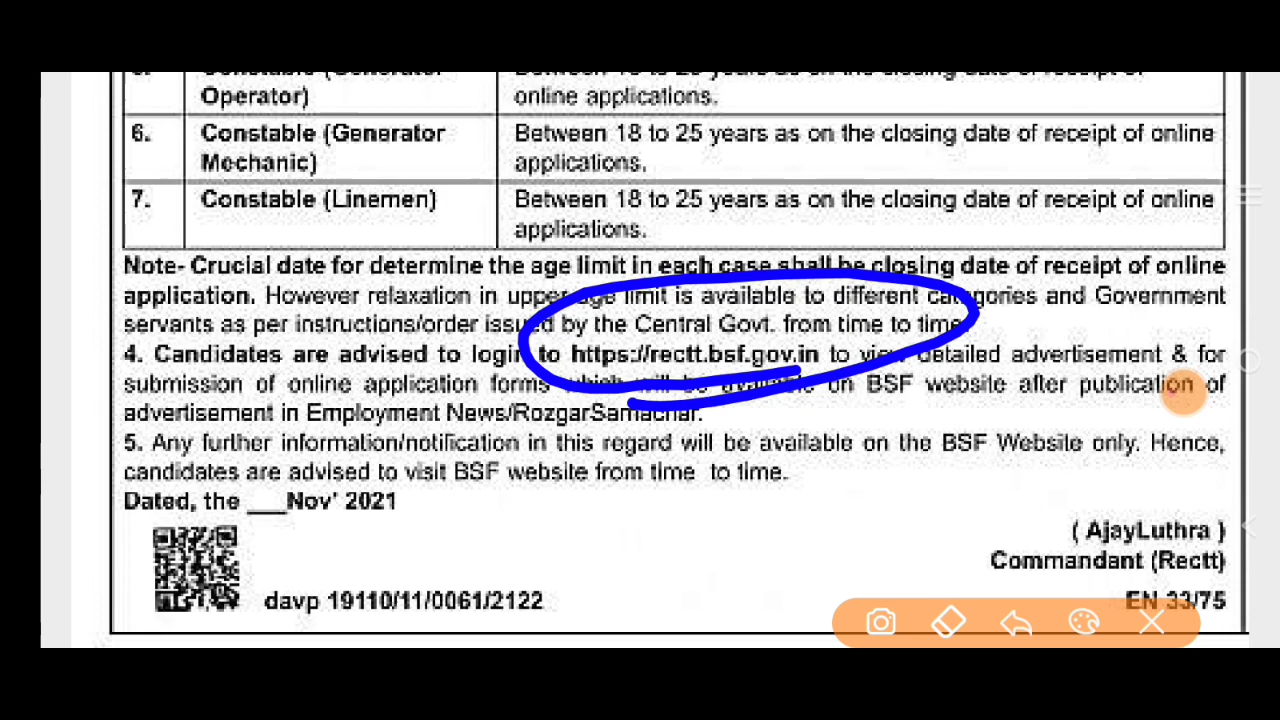 Operator)
online applications.
6. Constable (Generator Between 18 to 25 years as on the closing date of receipt of online
Mechanic) applications.
7. Constable (Linemen) Between 18 to 25 years as on the closing date of receipt of online
applications.
Note- Crucial date for determine the age limit in each case shall be closing date of receipt of online
application. However relaxation in upper age limit is available to different categories and Government
servants as per instructions/order issued by the Central Govt. from time to time.
4. Candidates are advised to login to https://rectt.bsf.gov.in to view detailed advertisement & for
submission of online application forms which will be available on BSF website after publication of
advertisement in Employment News/RozgarSamachar.
5. Any further information/notification in this regard will be available on the BSF Website only. Hence,
candidates are advised to visit BSF website from time to time.
Dated, the ___Nov' 2021
( AjayLuthra )
Commandant (Rectt)
davp 19110/11/0061/2122 EN 33/75